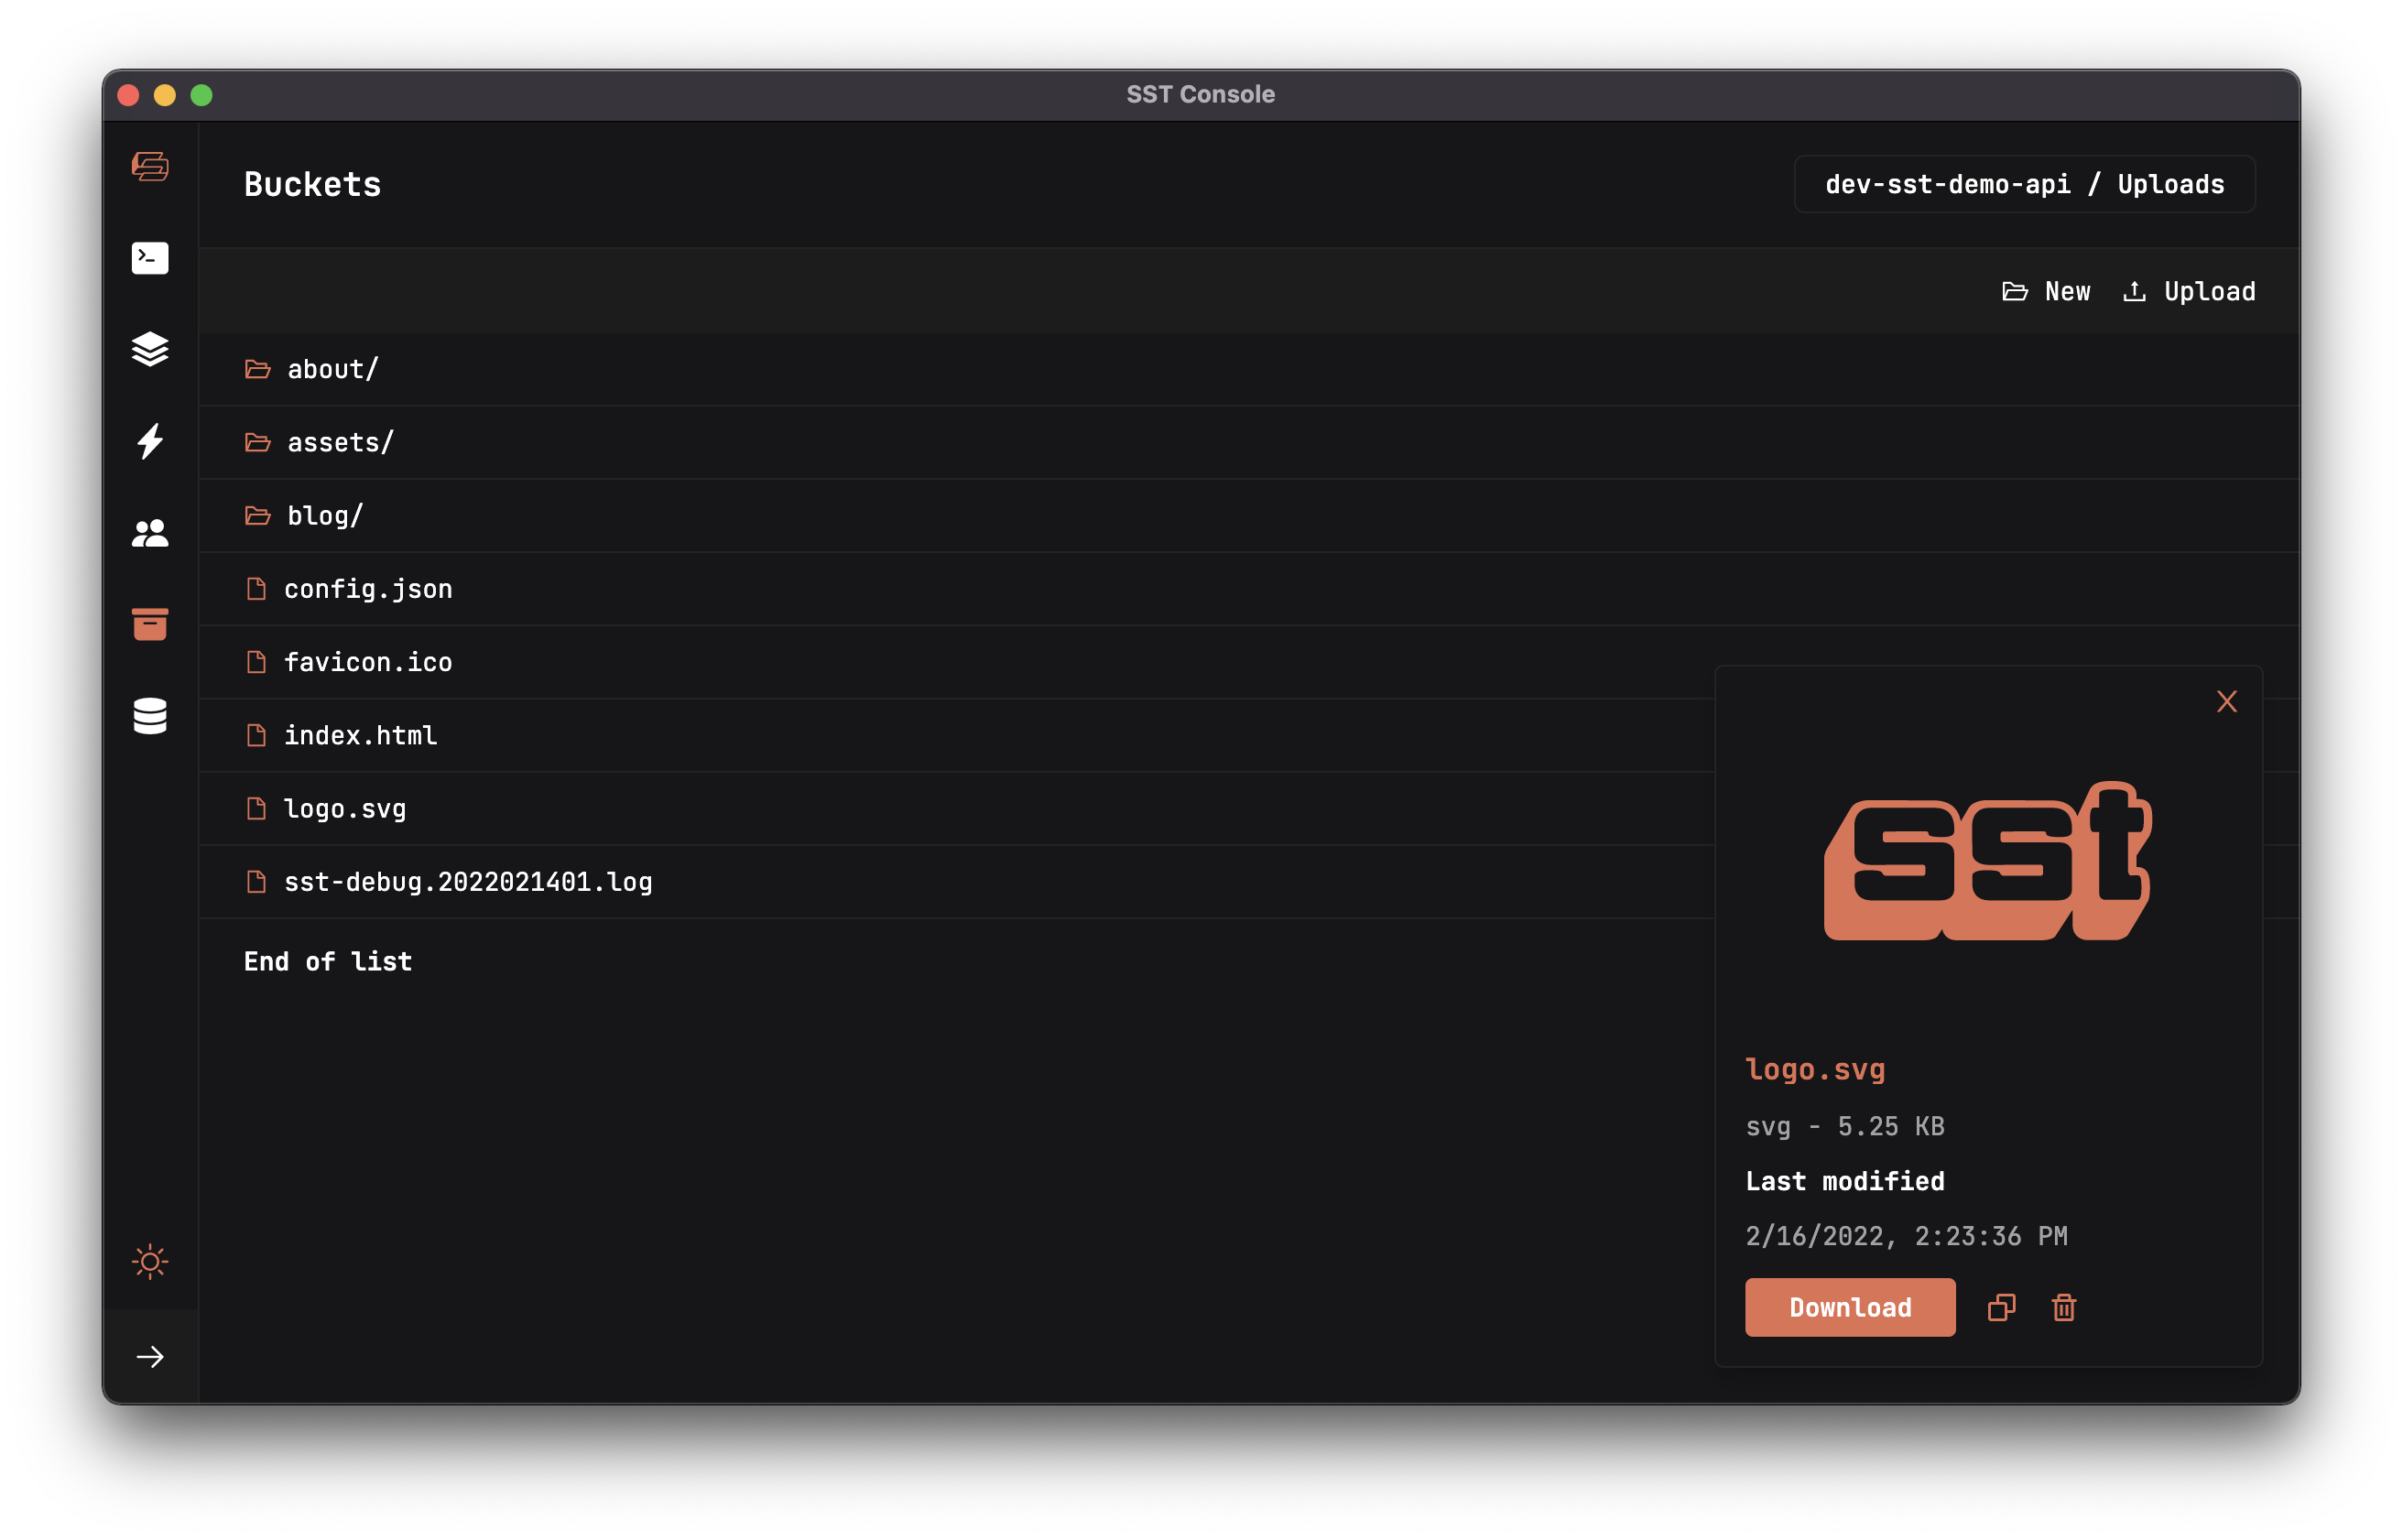 SST Console
Buckets
dev-sst-demo-api / Uploads
New Upload
about/
assets/
blog/
config.json
favicon.ico
index.html
logo.svg
sst-debug.2022021401.log
End of list
sst
logo.svg
svg - 5.25 KB
Last modified
2/16/2022, 2:23:36 PM
Download